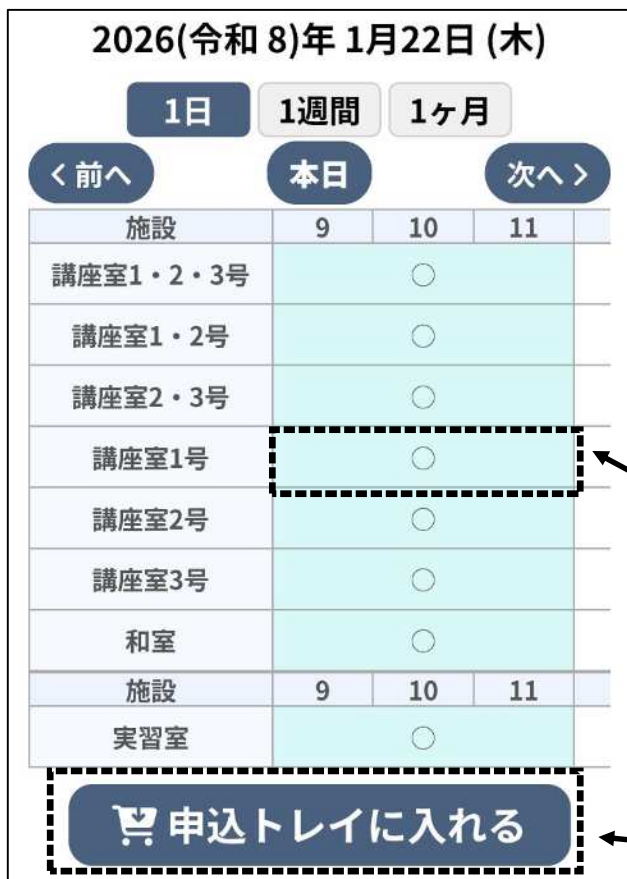 2026(令和 8)年 1月22日 (木)
1日 1週間 1ヶ月
< 前へ 本日 次へ >
施設 9 10 11
講座室1・2・3号 ○
講座室1・2号 ○
講座室2・3号 ○
講座室1号 ○
講座室2号 ○
講座室3号 ○
和室 ○
施設 9 10 11
実習室 ○
申込トレイに入れる